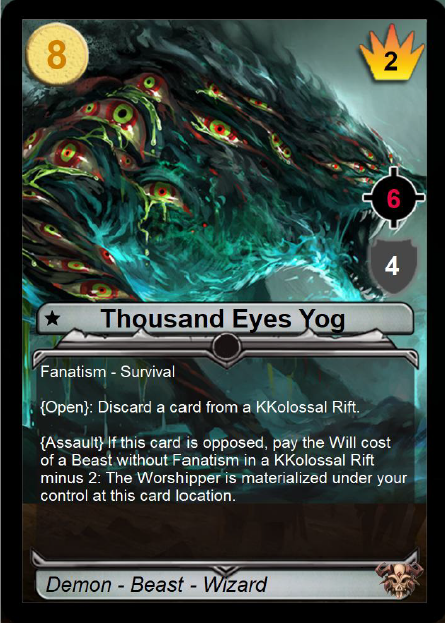 8
2
6
4
Thousand Eyes Yog
Fanatism - Survival
{Open}: Discard a card from a KKolossal Rift.
{Assault} If this card is opposed, pay the Will cost
of a Beast without Fanatism in a KKolossal Rift
minus 2: The Worshipper is materialized under your
control at this card location.
Demon - Beast - Wizard